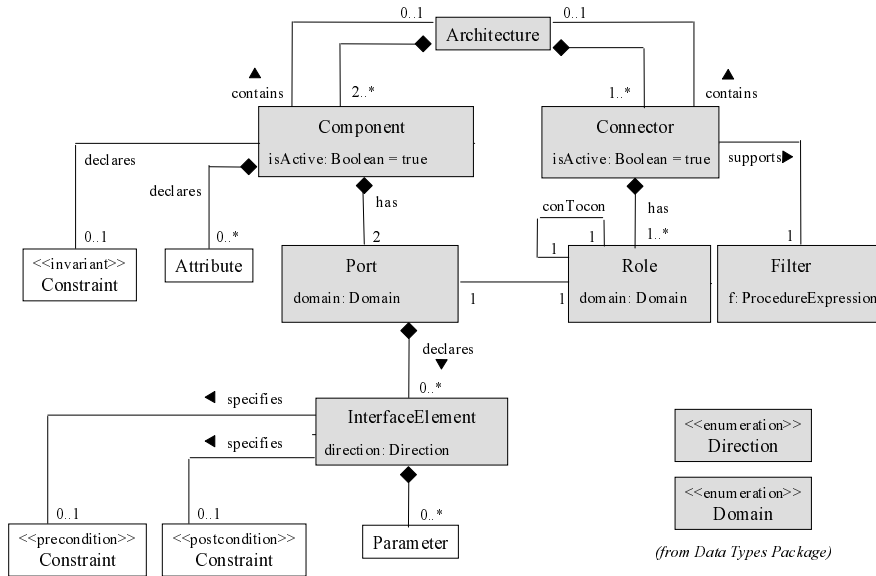 0..1
0..1
Architecture
2..*
1..*
contains
contains
Component
isActive: Boolean = true
Connector
isActive: Boolean = true
declares
supports
declares
has
has
conTocon
0..1
0..*
2
1
1
1..*
1
<<invariant>>
Constraint
Attribute
Port
domain: Domain
1
1
Role
domain: Domain
Filter
f: ProcedureExpression
declares
0..*
specifies
specifies
InterfaceElement
direction: Direction
<<enumeration>>
Direction
<<enumeration>>
Domain
0..1
0..1
0..*
<<precondition>>
Constraint
<<postcondition>>
Constraint
Parameter
(from Data Types Package)